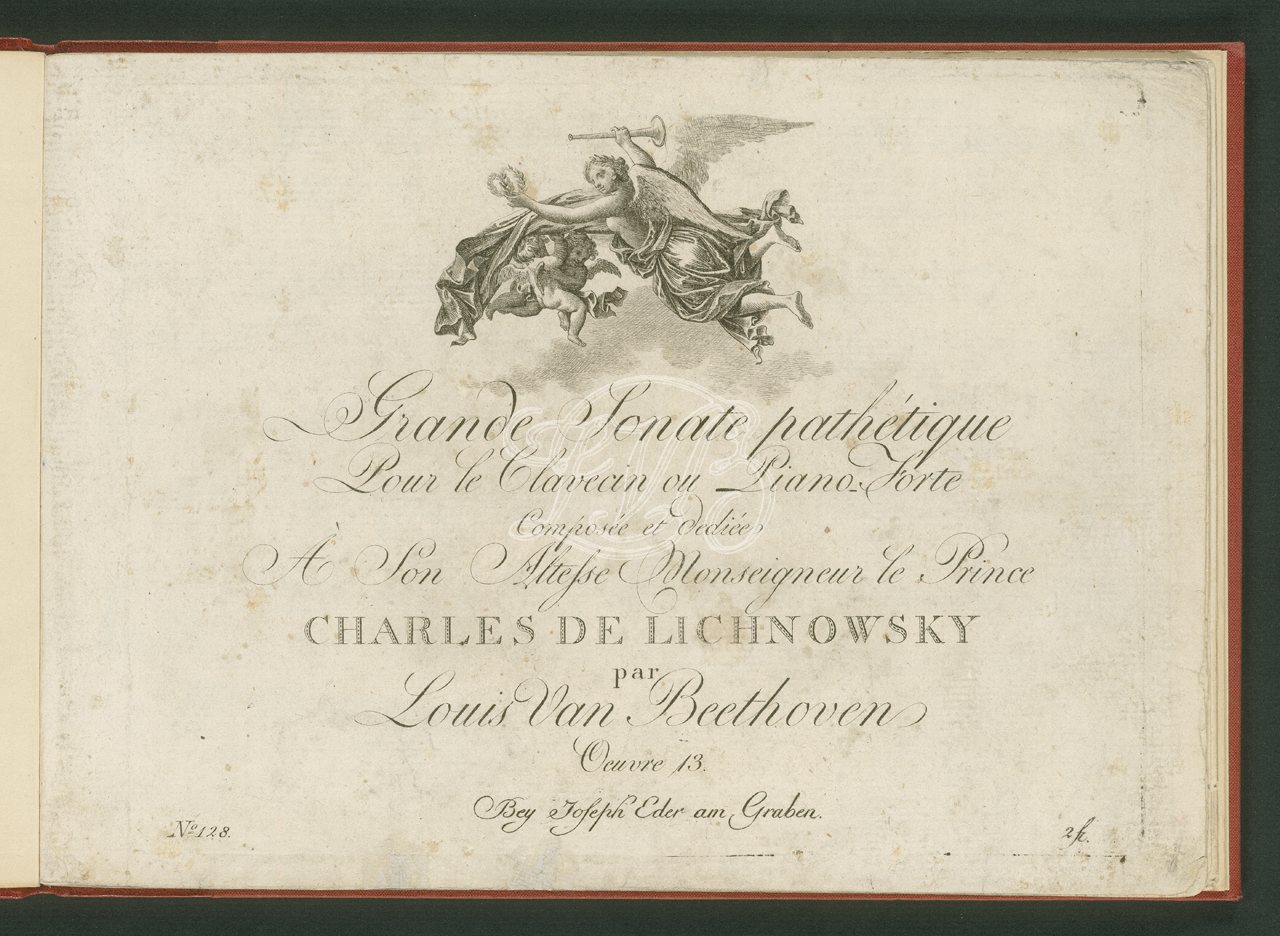 Grande Sonate pathétique
Pour le Clavecin ou Piano-Forte
Composée et dediée
À Son Altesse Monseigneur le Prince
CHARLES DE LICHNOWSKY
par
Louis Van Beethoven
Oeuvre 13.
Bey Joseph Eder am Graben.
No 128.